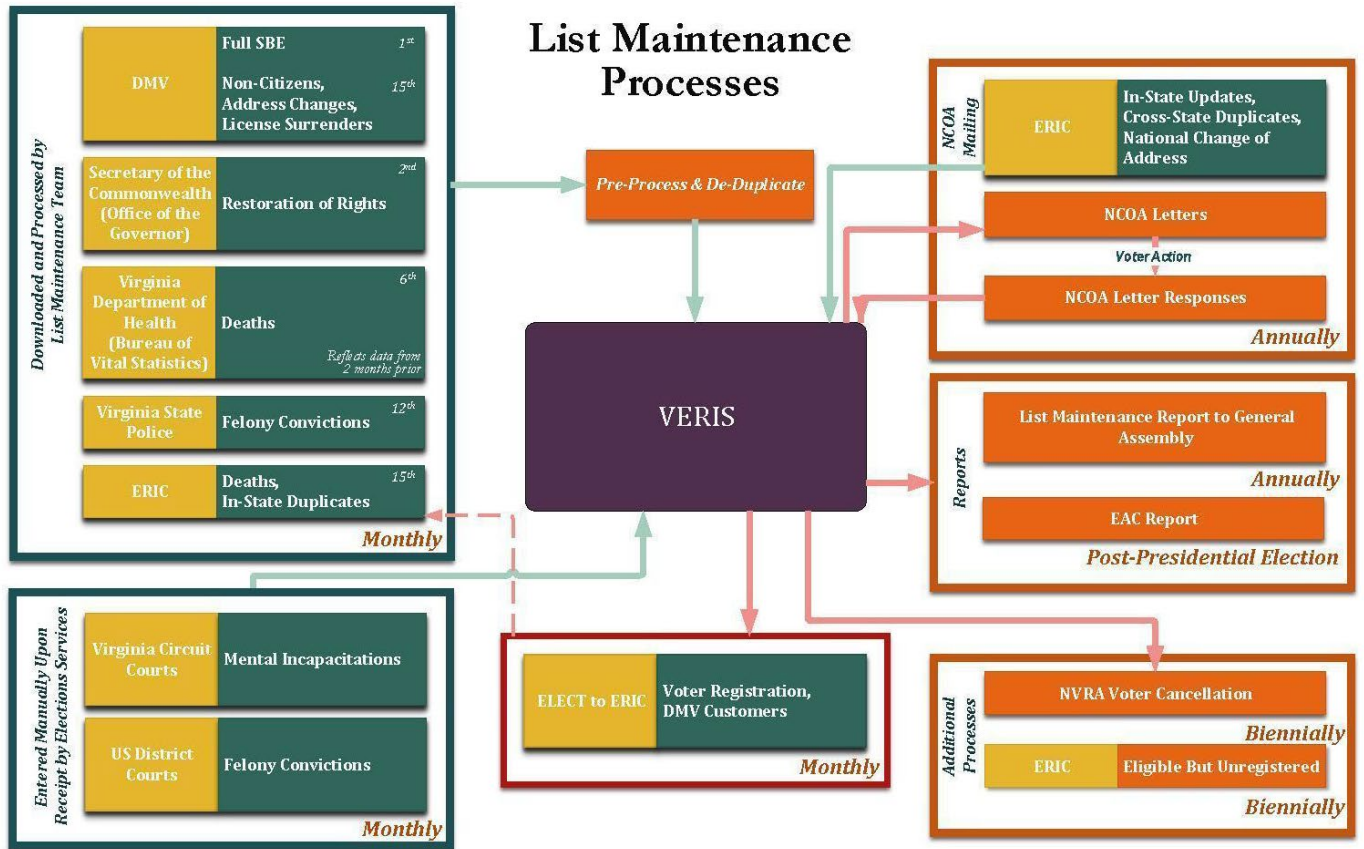 List Maintenance
Processes
Downloaded and Processed by
List Maintenance Team
DMV
Full SBE
1st
Non-Citizens,
Address Changes,
License Surrenders
15th
Secretary of the
Commonwealth
(Office of the
Governor)
Restoration of Rights
2nd
Virginia
Department of
Health
(Bureau of
Vital Statistics)
Deaths
6th
Reflects data from
2 months prior
Virginia State
Police
Felony Convictions
12th
ERIC
Deaths,
In-State Duplicates
15th
Monthly
Entered Manually Upon
Receipt by Elections Services
Virginia Circuit
Courts
Mental Incapacitations
US District
Courts
Felony Convictions
Monthly
Pre-Process & De-Duplicate
VERIS
ELECT to ERIC
Voter Registration,
DMV Customers
Monthly
NCOA
Mailing
ERIC
In-State Updates,
Cross-State Duplicates,
National Change of
Address
NCOA Letters
Voter Action
NCOA Letter Responses
Annually
Reports
List Maintenance Report to General
Assembly
Annually
EAC Report
Post-Presidential Election
Additional
Processes
NVRA Voter Cancellation
Biennially
ERIC
Eligible But Unregistered
Biennially